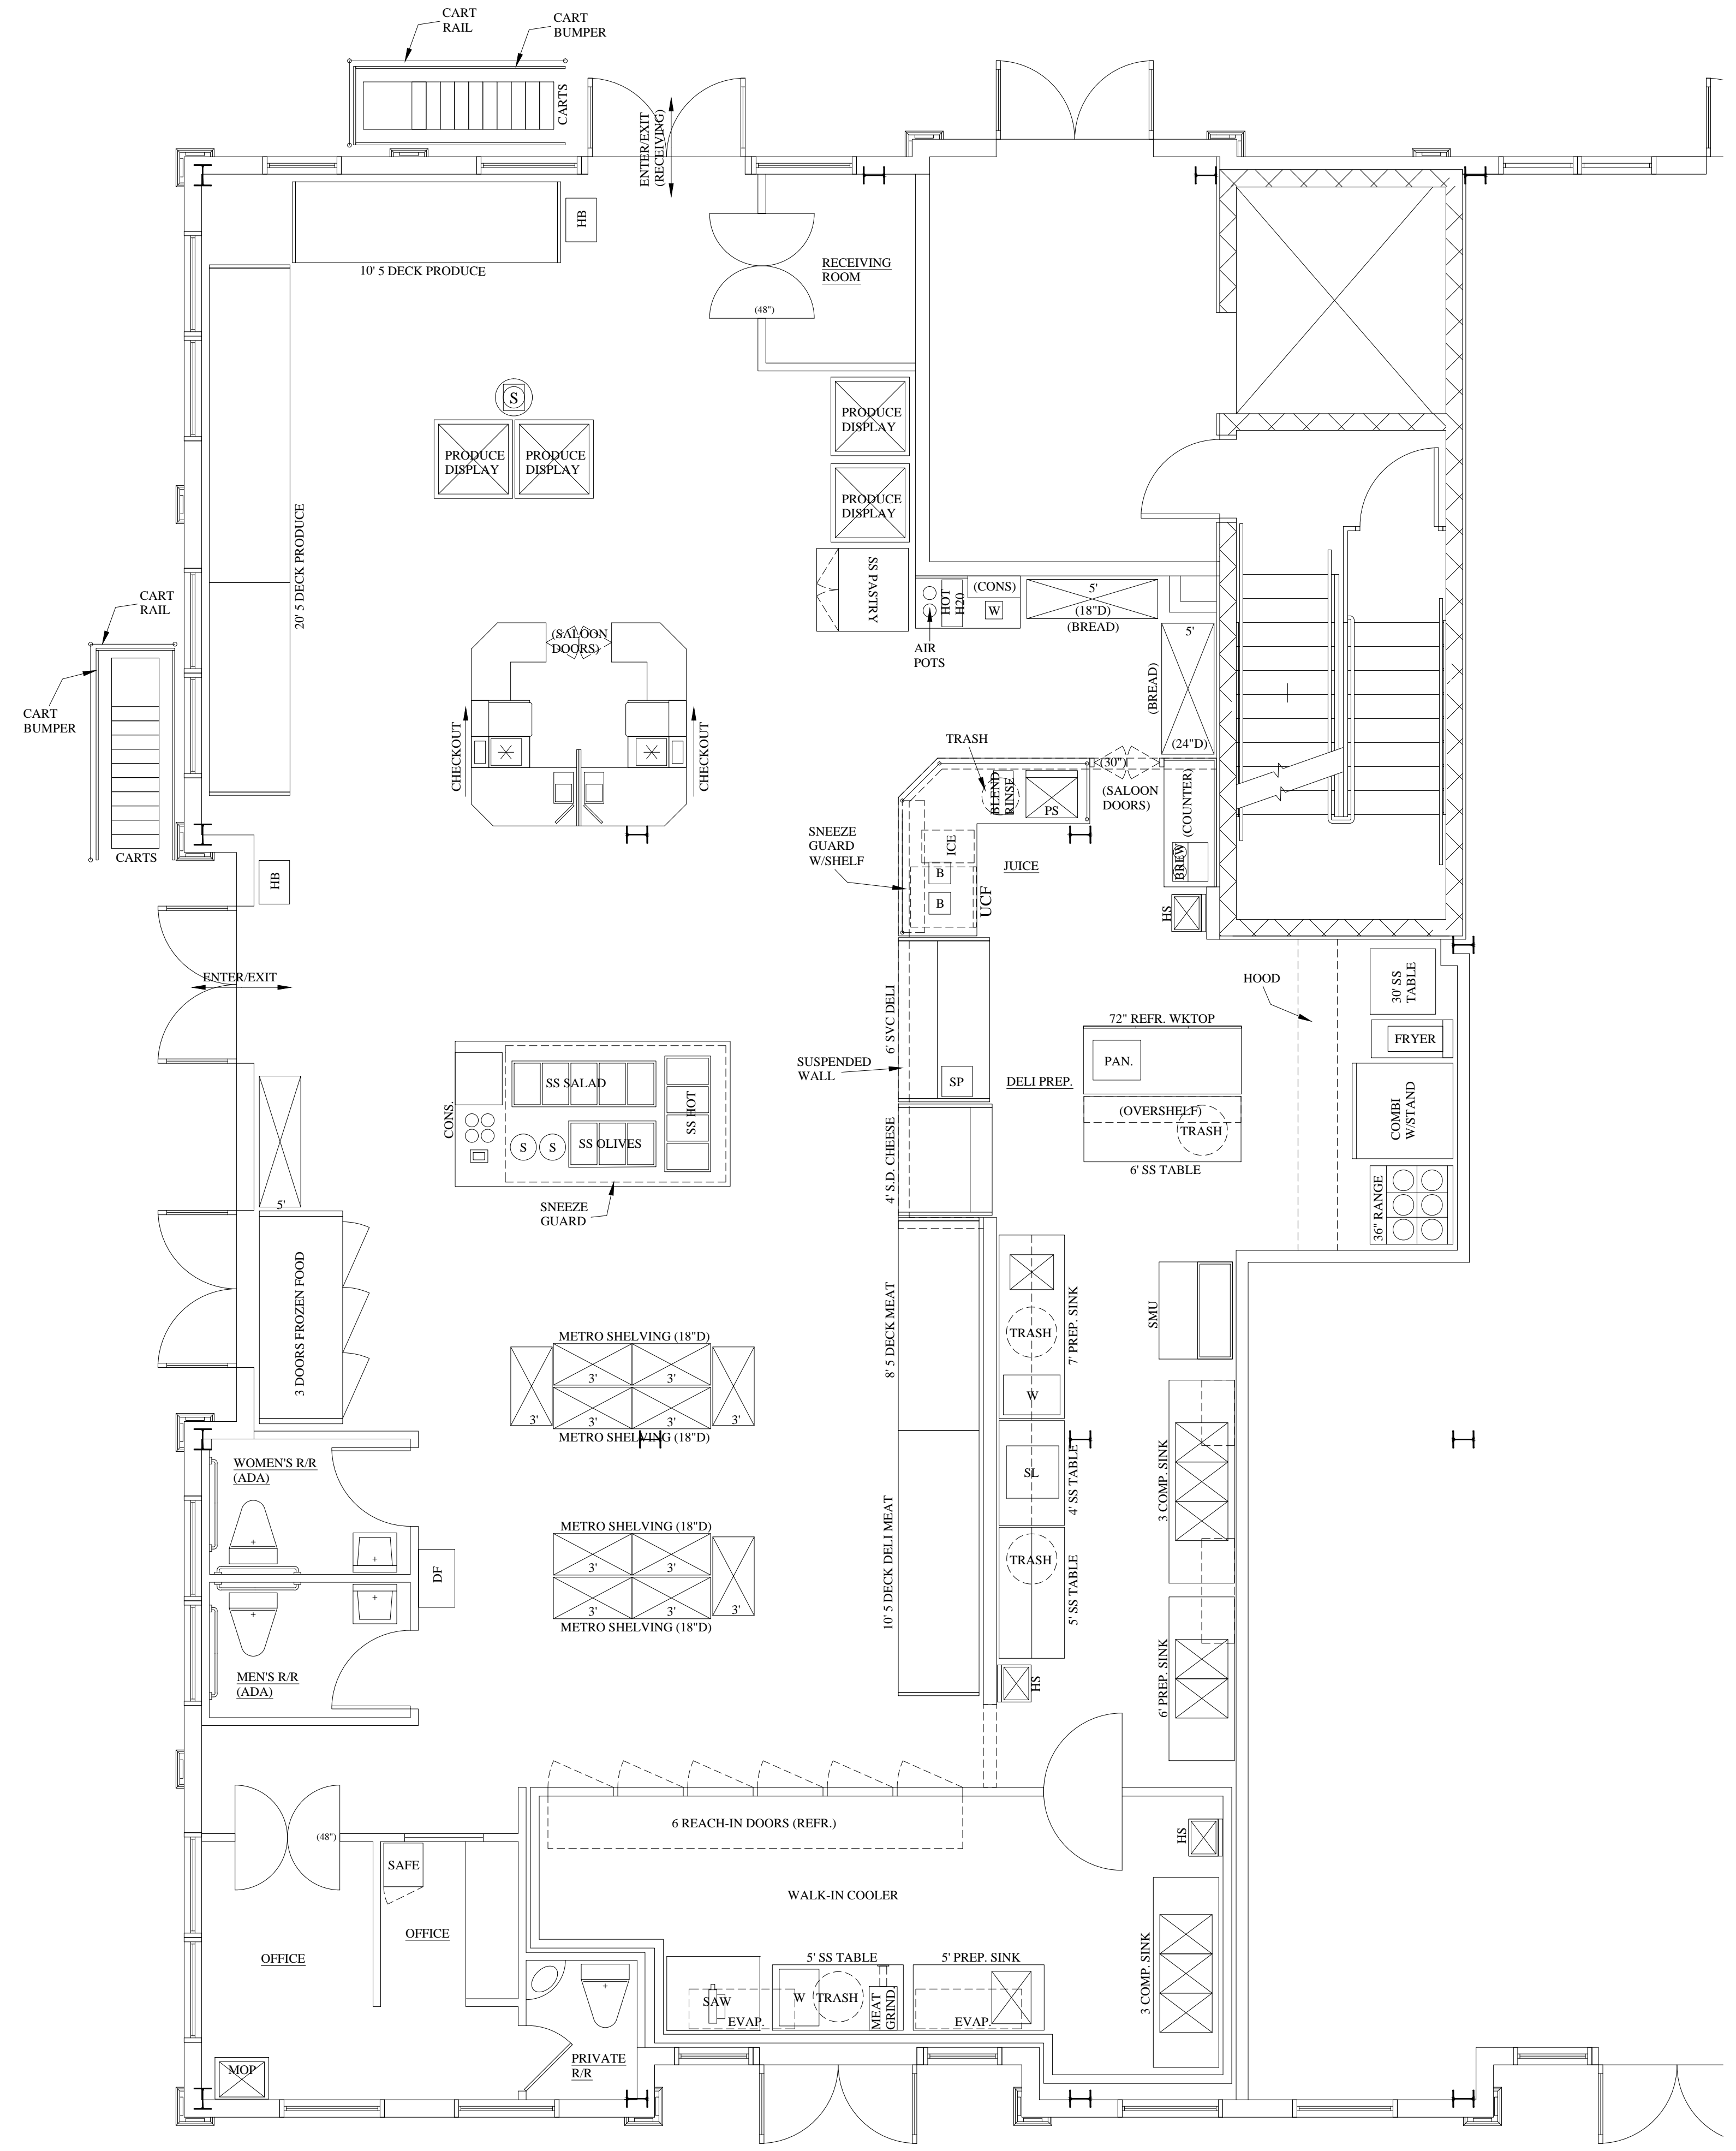 CART
RAIL
CART
BUMPER
CARTS
ENTER/EXIT
(RECEIVING)
HB
10' 5 DECK PRODUCE
RECEIVING
ROOM
(48")
S
PRODUCE
DISPLAY
PRODUCE
DISPLAY
PRODUCE
DISPLAY
PRODUCE
DISPLAY
20' 5 DECK PRODUCE
SS PASTRY
HOT
H20
(CONS)
W
5'
(18"D)
(BREAD)
AIR
POTS
CART
RAIL
CART
BUMPER
CARTS
(SALOON
DOORS)
CHECKOUT
CHECKOUT
5'
(BREAD)
(24"D)
TRASH
(30")
(SALOON
DOORS)
BLEND
RINSE
PS
(COUNTER)
BREW
SNEEZE
GUARD
W/SHELF
ICE
B
B
UCF
JUICE
HS
HB
ENTER/EXIT
6' SVC DELI
SP
SUSPENDED
WALL
HOOD
30' SS
TABLE
FRYER
COMBI
W/STAND
36" RANGE
72" REFR. WKTOP
PAN.
DELI PREP.
(OVERSHELF)
TRASH
6' SS TABLE
CONS.
SS SALAD
SS HOT
S
S
SS OLIVES
SNEEZE
GUARD
4' S.D. CHEESE
5'
3 DOORS FROZEN FOOD
8' 5 DECK MEAT
TRASH
7' PREP. SINK
W
SMU
METRO SHELVING (18"D)
3'
3'
3'
3'
3'
3'
METRO SHELVING (18"D)
SL
4' SS TABLE
3 COMP. SINK
WOMEN'S R/R
(ADA)
METRO SHELVING (18"D)
3'
3'
3'
3'
3'
METRO SHELVING (18"D)
10' 5 DECK DELI MEAT
TRASH
5' SS TABLE
DF
MEN'S R/R
(ADA)
HS
6' PREP. SINK
(48")
SAFE
6 REACH-IN DOORS (REFR.)
HS
WALK-IN COOLER
OFFICE
OFFICE
5' SS TABLE
5' PREP. SINK
3 COMP. SINK
SAW
EVAP.
W
TRASH
MEAT
GRIND.
EVAP.
MOP
PRIVATE
R/R